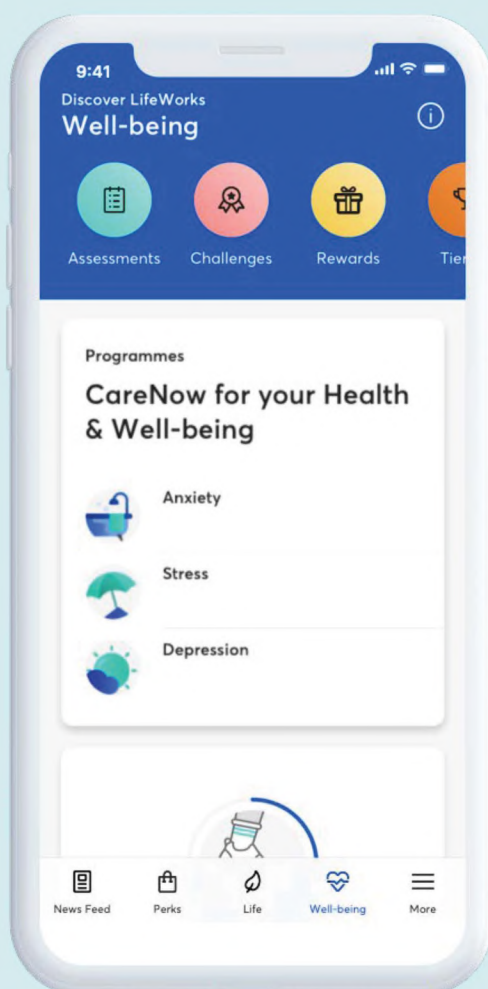 9:41
Discover LifeWorks
Well-being
Assessments Challenges Rewards
Programmes
CareNow for your Health
& Well-being
Anxiety
Stress
Depression
News Feed Perks Life Well-being More